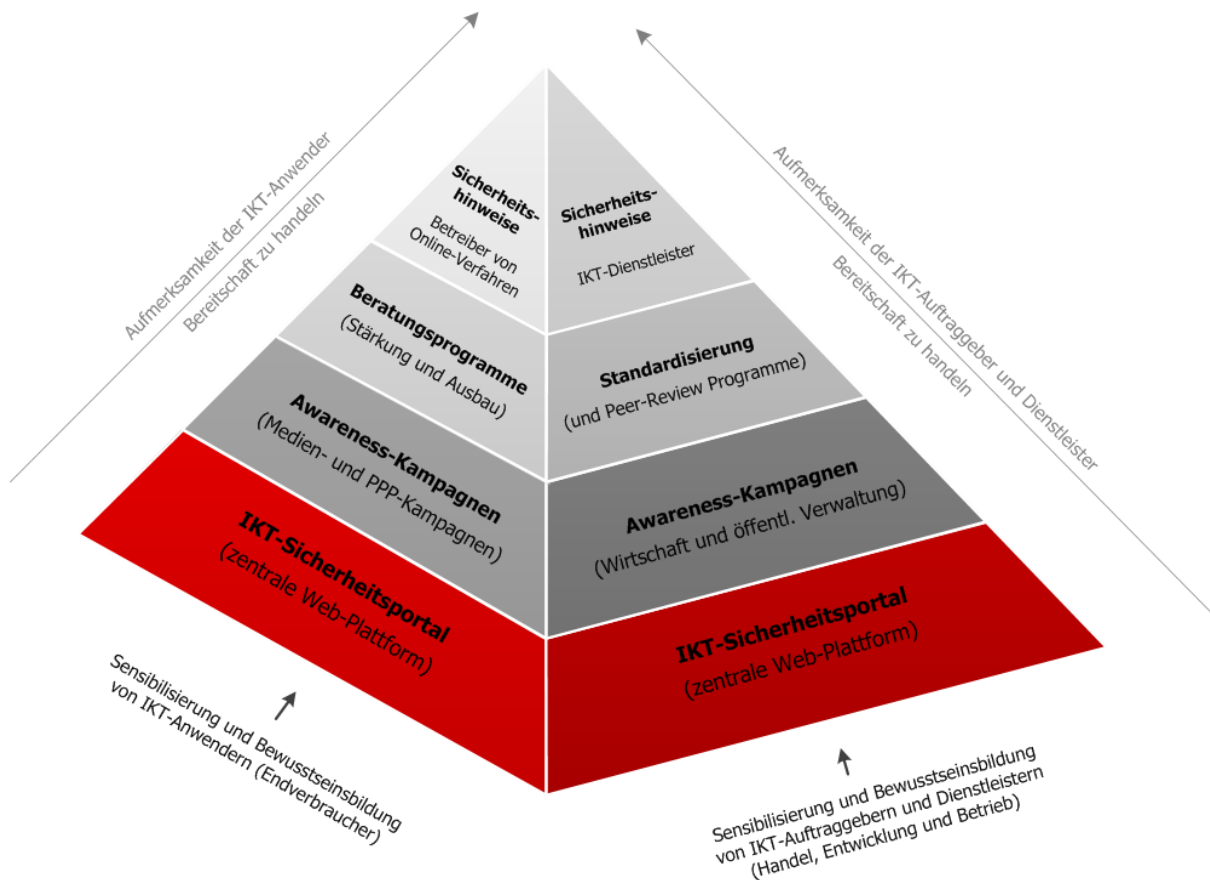 Aufmerksamkeit der IKT-Anwender
Bereitschaft zu handeln
Aufmerksamkeit der IKT-Auftraggeber und Dienstleister
Bereitschaft zu handeln
Sicherheits-
hinweise
Betreiber von
Online-Verfahren
Sicherheits-
hinweise
IKT-Dienstleister
Beratungsprogramme
(Stärkung und Ausbau)
Standardisierung
(und Peer-Review Programme)
Awareness-Kampagnen
(Medien- und PPP-Kampagnen)
Awareness-Kampagnen
(Wirtschaft und öffentl. Verwaltung)
IKT-Sicherheitsportal
(zentrale Web-Plattform)
IKT-Sicherheitsportal
(zentrale Web-Plattform)
Sensibilisierung und Bewusstseinsbildung
von IKT-Anwendern (Endverbraucher)
Sensibilisierung und Bewusstseinsbildung
von IKT-Auftraggebern und Dienstleistern
(Handel, Entwicklung und Betrieb)